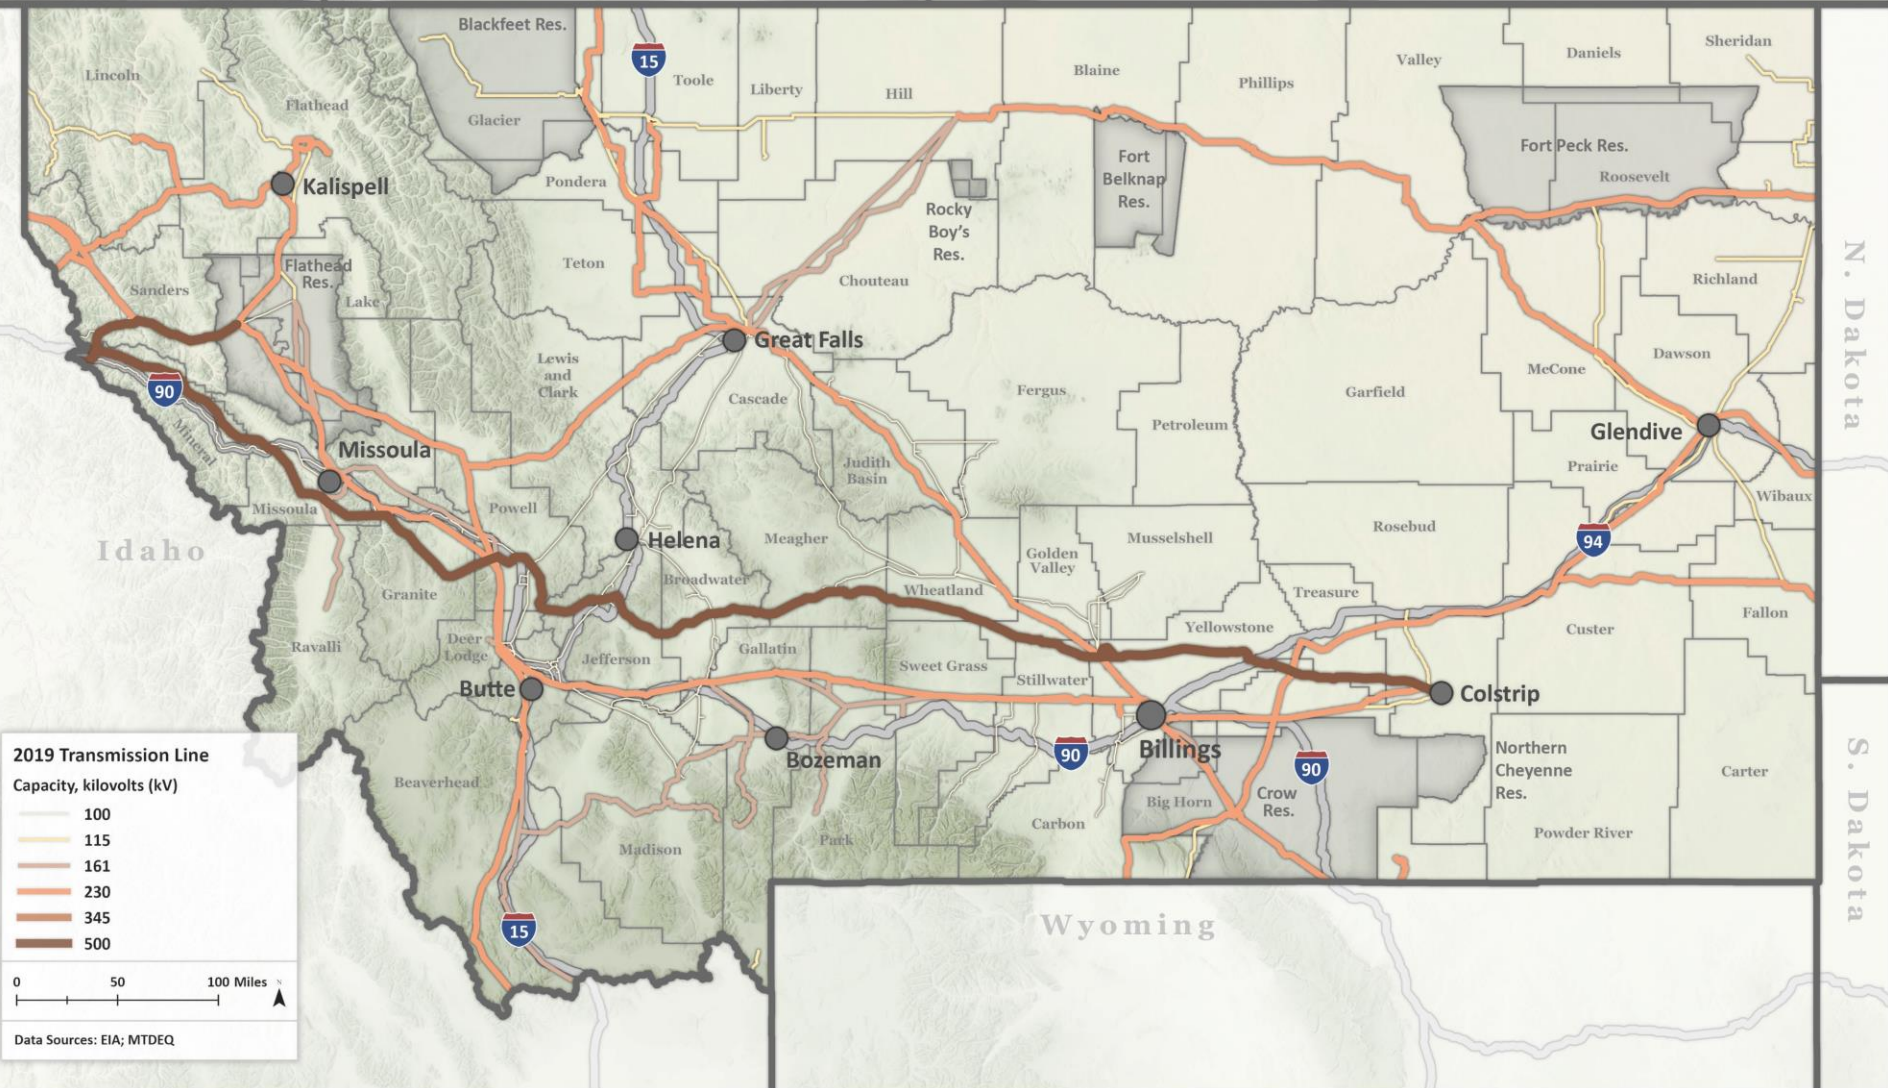 Blackfeet Res.
15
Toole
Liberty
Hill
Blaine
Phillips
Valley
Daniels
Sheridan
Lincoln
Flathead
Glacier
Fort Peck Res.
Roosevelt
Kalispell
Pondera
Fort
Belknap
Res.
Rocky
Boy's
Res.
Teton
Chouteau
Richland
N. Dakota
Flathead
Res.
Sanders
Lake
Great Falls
Lewis
and
Clark
Cascade
Fergus
Petroleum
Garfield
McCone
Dawson
90
Mineral
Missoula
Judith
Basin
Glendive
Prairie
Wibaux
Missoula
Powell
Helena
Meagher
Golden
Valley
Musselshell
Rosebud
94
Idaho
Granite
Broadwater
Wheatland
Treasure
Fallon
Ravalli
Deer
Lodge
Jefferson
Gallatin
Sweet Grass
Stillwater
Yellowstone
Custer
Butte
Colstrip
Bozeman
90
Billings
90
Northern
Cheyenne
Res.
Carter
S. Dakota
Beaverhead
Madison
Park
Carbon
Big Horn
Crow
Res.
Powder River
15
Wyoming
2019 Transmission Line
Capacity, kilovolts (kV)
100
115
161
230
345
500
0 50 100 Miles N
Data Sources: EIA; MTDEQ